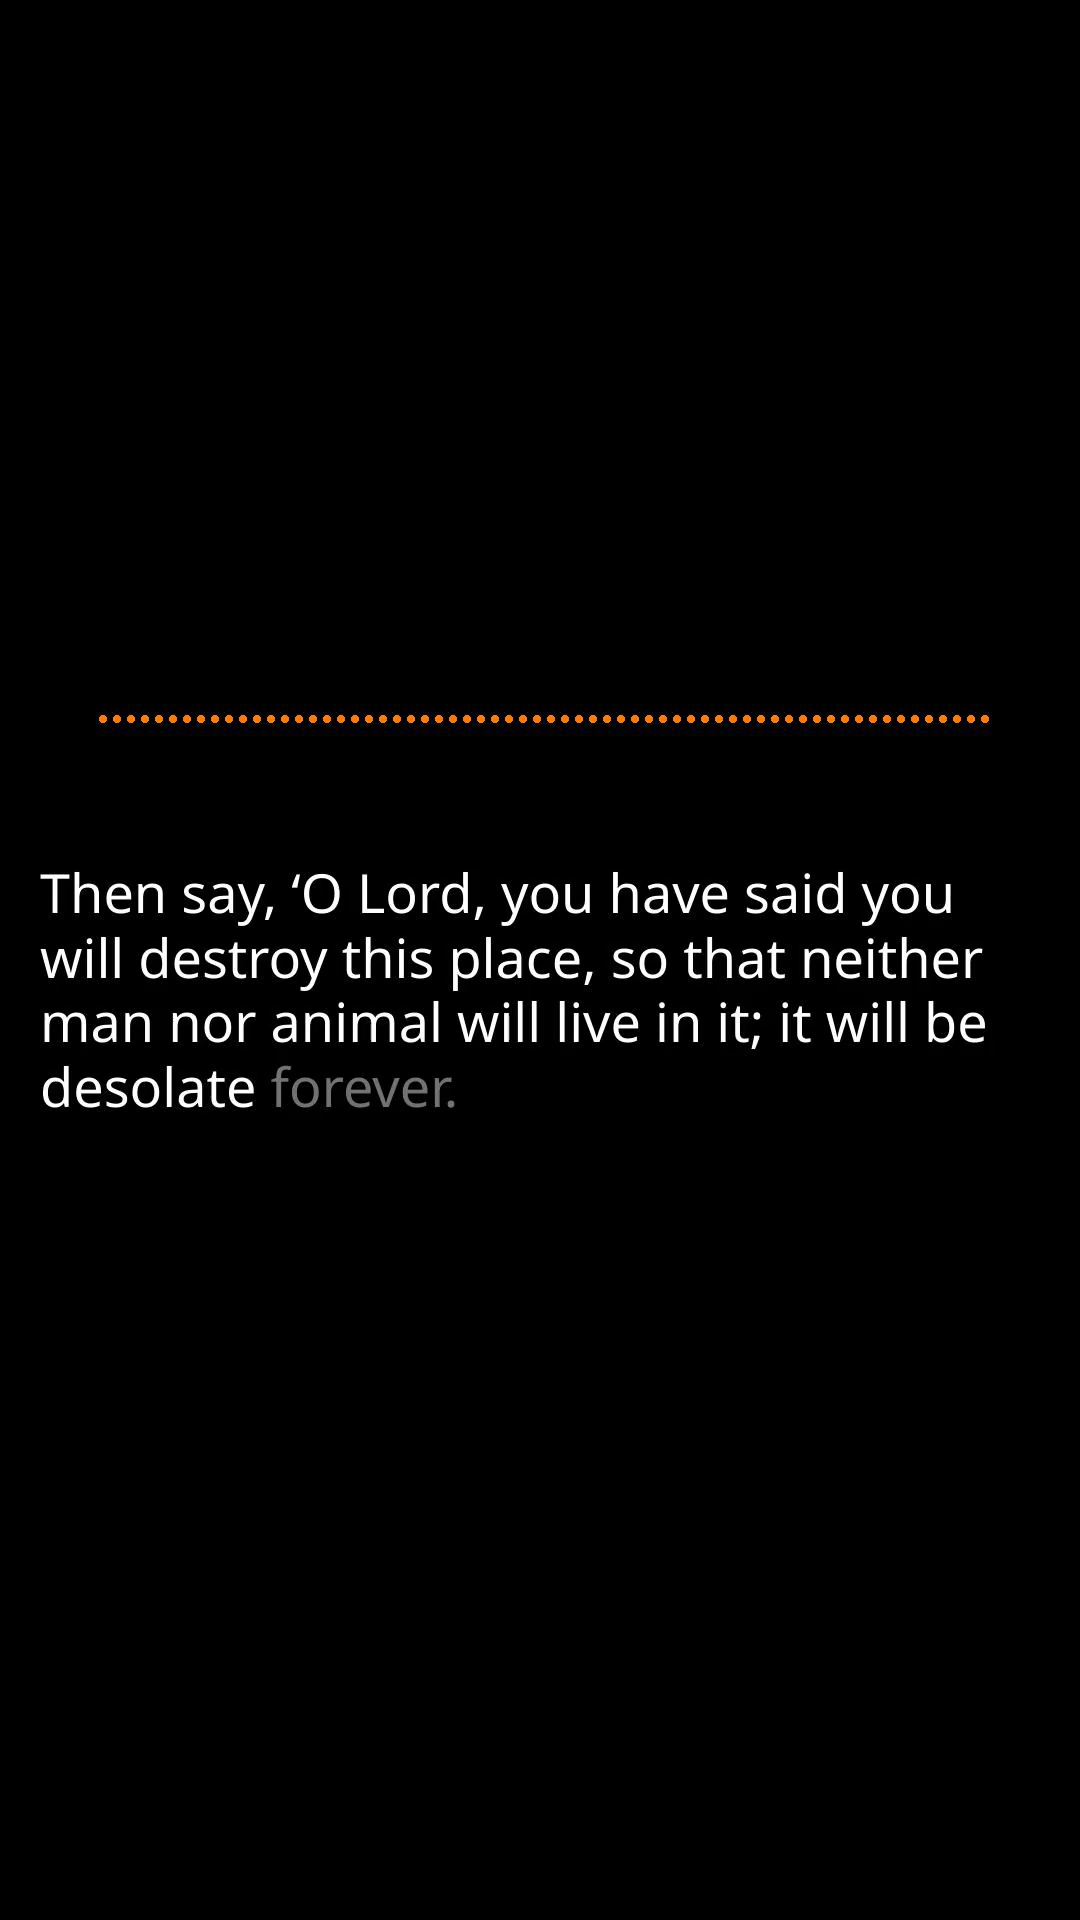 Then say, ‘O Lord, you have said you
will destroy this place, so that neither
man nor animal will live in it; it will be
desolate forever.